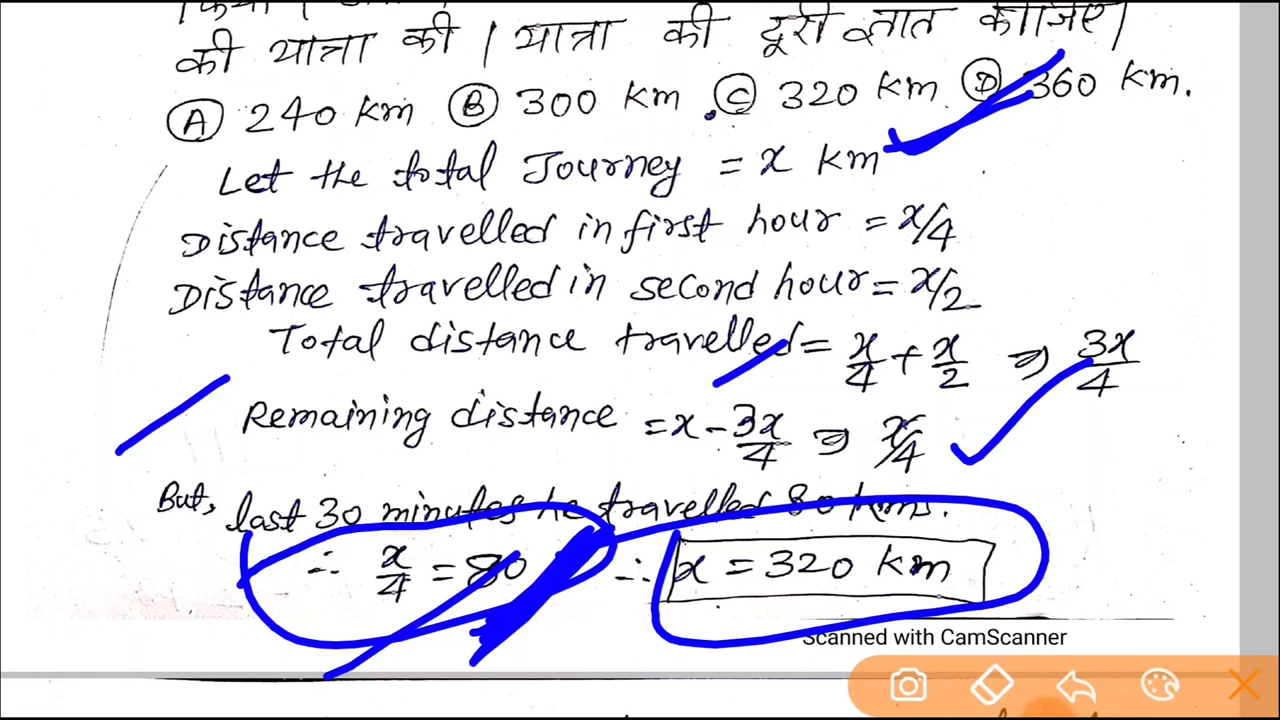 की यात्रा की । यात्रा की दूरी ज्ञात कीजिए।
Ⓐ 240 km Ⓑ 300 km Ⓒ 320 km Ⓓ 360 km.
Let the total Journey = x km
Distance travelled in first hour = x/4
Distance travelled in second hour = x/2
Total distance travelled = x/4 + x/2 ⇒ 3x/4
Remaining distance = x - 3x/4 ⇒ x/4
But, last 30 minutes he travelled 80 kms.
∴ x/4 = 80 ∴ x = 320 km
Scanned with CamScanner